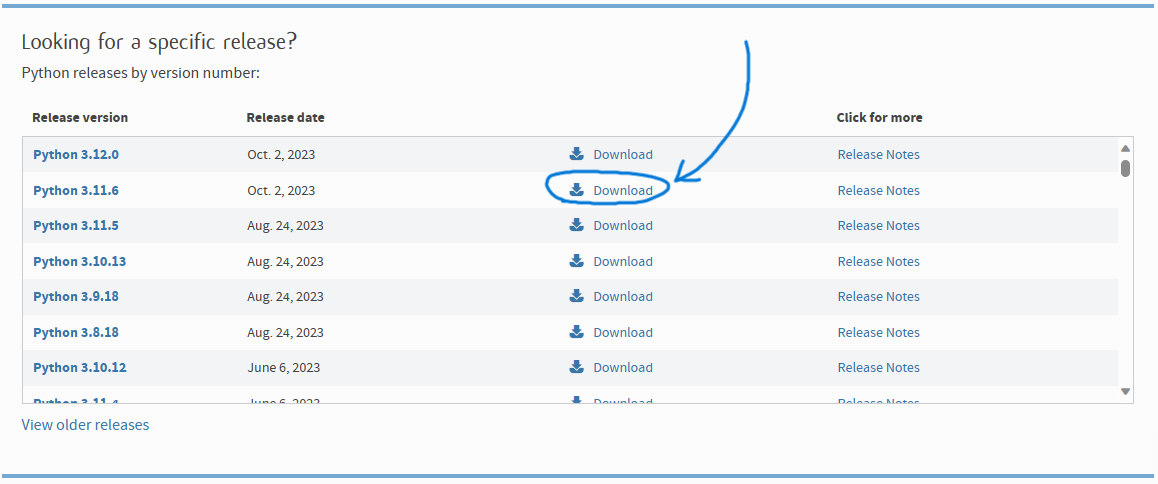 Looking for a specific release?
Python releases by version number:
Release version Release date Click for more
Python 3.12.0 Oct. 2, 2023 Download Release Notes
Python 3.11.6 Oct. 2, 2023 Download Release Notes
Python 3.11.5 Aug. 24, 2023 Download Release Notes
Python 3.10.13 Aug. 24, 2023 Download Release Notes
Python 3.9.18 Aug. 24, 2023 Download Release Notes
Python 3.8.18 Aug. 24, 2023 Download Release Notes
Python 3.10.12 June 6, 2023 Download Release Notes
Python 3.11.4 June 6, 2023 Download Release Notes
View older releases